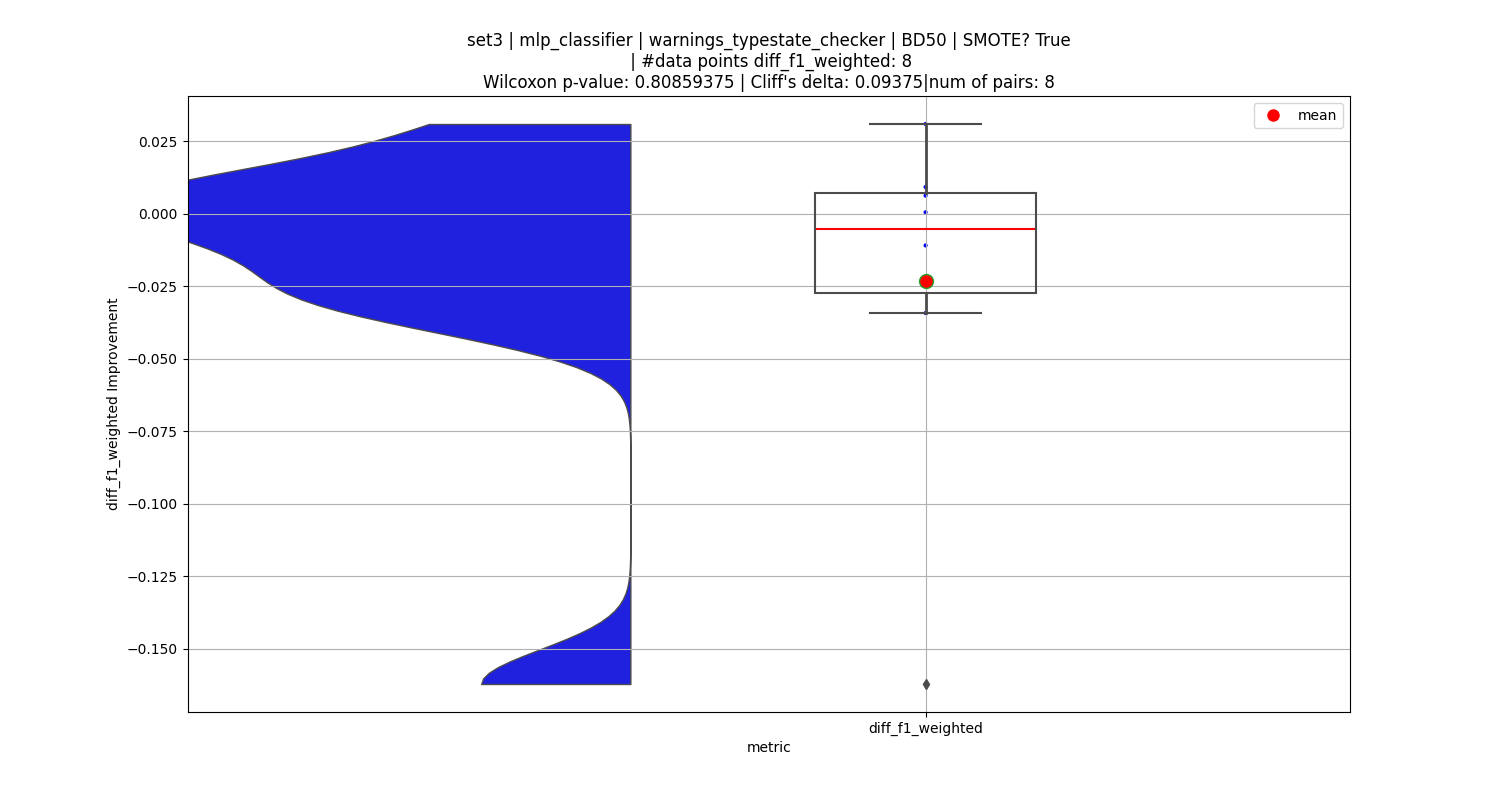 set3 | mlp_classifier | warnings_typestate_checker | BD50 | SMOTE? True
| #data points diff_f1_weighted: 8
Wilcoxon p-value: 0.80859375 | Cliff's delta: 0.09375|num of pairs: 8
mean
0.025
0.000
−0.025
−0.050
−0.075
−0.100
−0.125
−0.150
diff_f1_weighted Improvement
diff_f1_weighted
metric